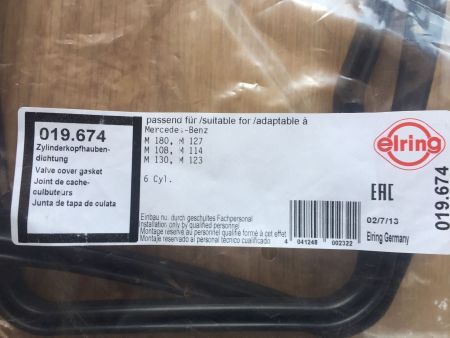 019.674
Zylinderkopfhauben-
dichtung
Valve cover gasket
Joint de cache-
culbuteurs
Junta de tapa de culata
passend für /suitable for /adaptable à
Mercedes-Benz
M 180, M 127
M 108, M 114
M 130, M 123
6 Cyl.
Einbau nur durch geschultes Fachpersonal
Installation only by qualified personnel
Montage réservé au personnel qualifié formé à cet effet
Montaje reservado al personal técnico cualificado
4 041248 002322
elring
EAC
02/7/13
Elring Germany
019.674